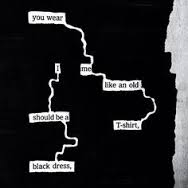 you wear
I me
like an old
should be a T-shirt,
black dress,